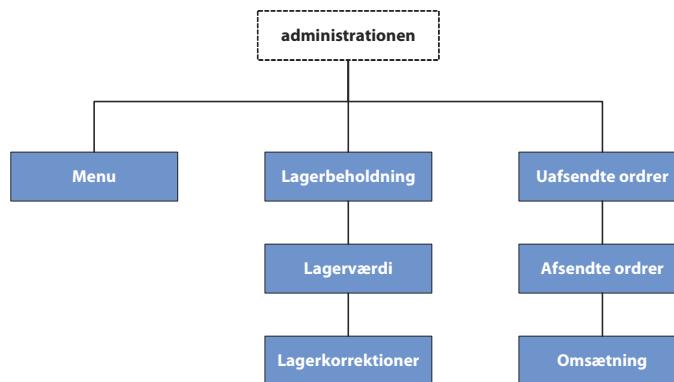 administrationen
Menu
Lagerbeholdning
Uafsendte ordrer
Lagerværdi
Afsendte ordrer
Lagerkorrektioner
Omsætning